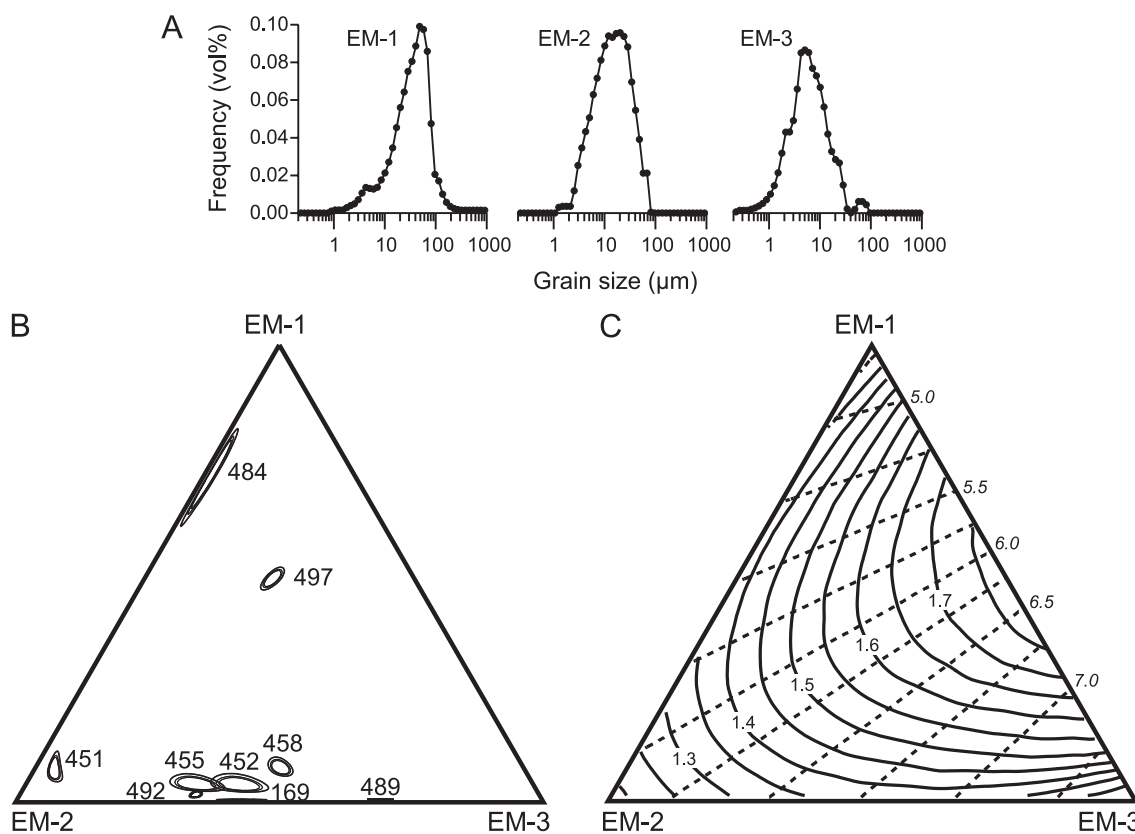 A
Frequency (vol%)
0.10
0.08
0.06
0.04
0.02
0.00
EM-1
EM-2
EM-3
1 10 100 1000
1 10 100 1000
1 10 100 1000
Grain size (µm)
B
EM-1
484
497
451
455
452
458
492
169
489
EM-2
EM-3
C
EM-1
5.0
5.5
6.0
6.5
7.0
1.7
1.6
1.5
1.4
1.3
EM-2
EM-3